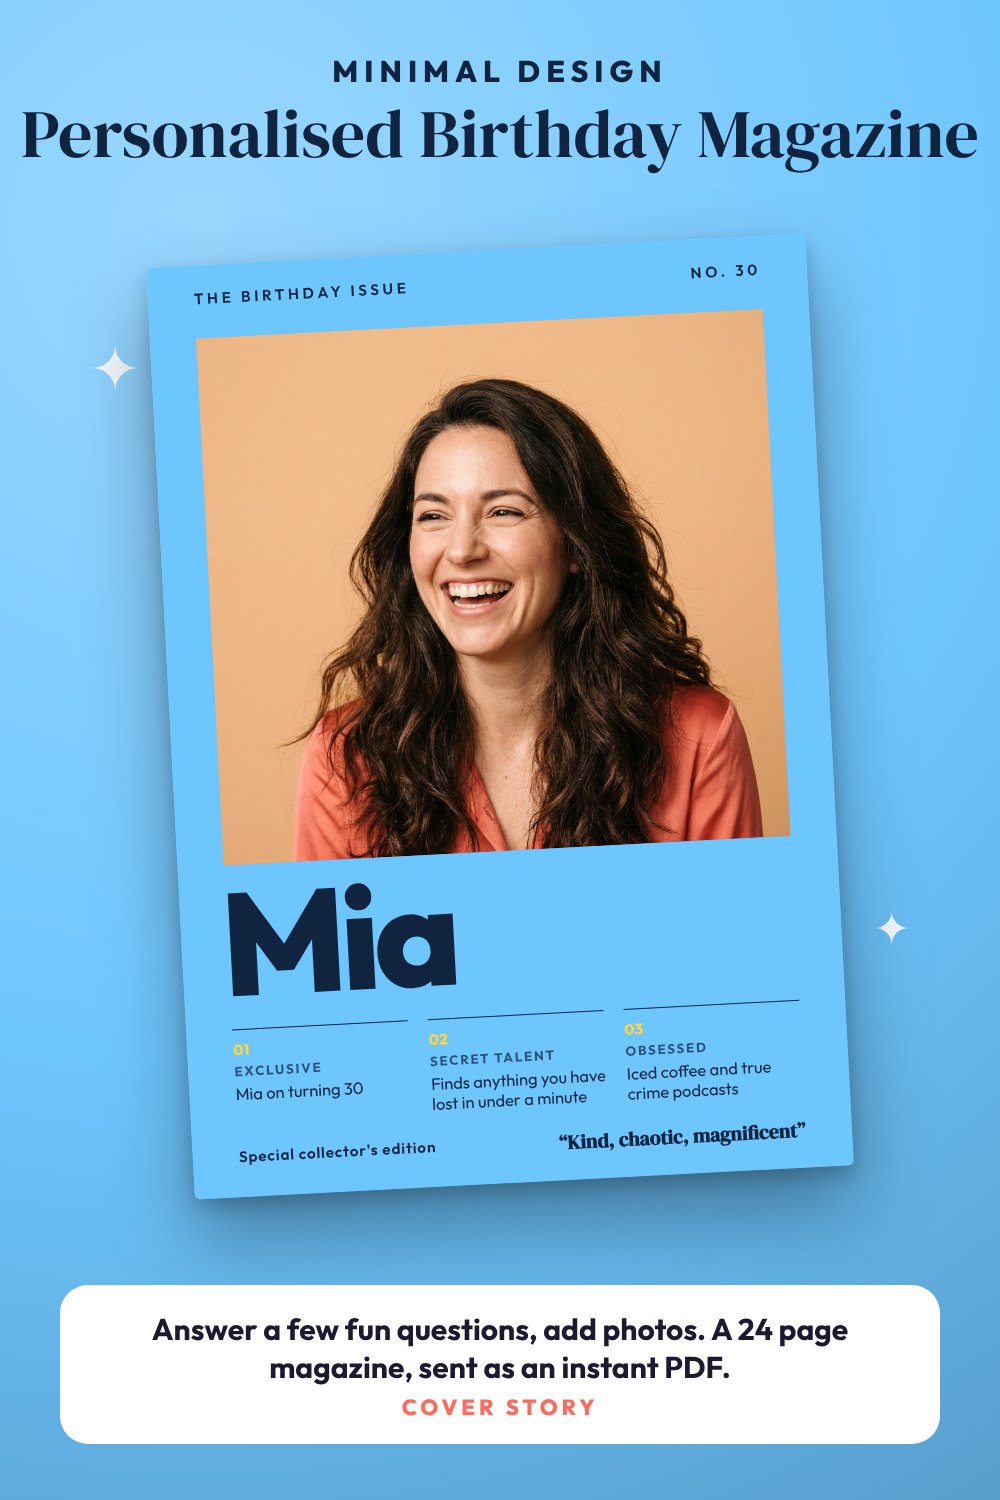 MINIMAL DESIGN
Personalised Birthday Magazine
THE BIRTHDAY ISSUE
NO. 30
Mia
01
EXCLUSIVE
Mia on turning 30
02
SECRET TALENT
Finds anything you have
lost in under a minute
03
OBSESSED
Iced coffee and true
crime podcasts
Special collector's edition
“Kind, chaotic, magnificent”
Answer a few fun questions, add photos. A 24 page
magazine, sent as an instant PDF.
COVER STORY